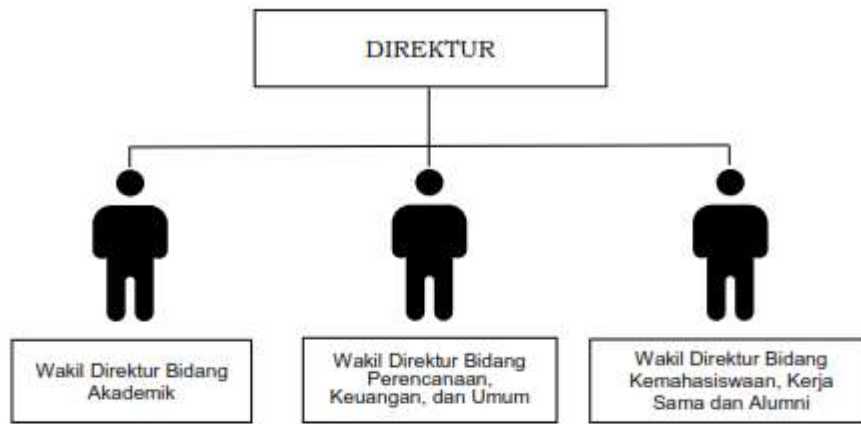 DIREKTUR
Wakil Direktur Bidang
Akademik
Wakil Direktur Bidang
Perencanaan,
Keuangan, dan Umum
Wakil Direktur Bidang
Kemahasiswaan, Kerja
Sama dan Alumni